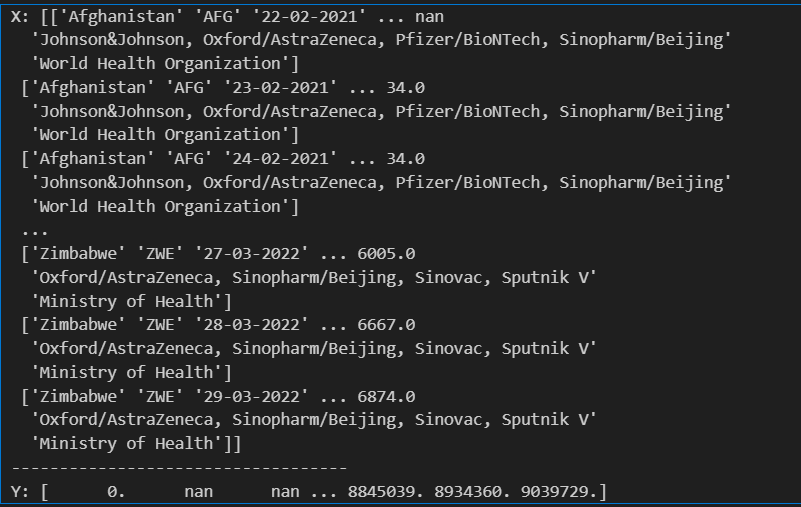 X: [['Afghanistan' 'AFG' '22-02-2021' ... nan
'Johnson&Johnson, Oxford/AstraZeneca, Pfizer/BioNTech, Sinopharm/Beijing'
'World Health Organization']
['Afghanistan' 'AFG' '23-02-2021' ... 34.0
'Johnson&Johnson, Oxford/AstraZeneca, Pfizer/BioNTech, Sinopharm/Beijing'
'World Health Organization']
['Afghanistan' 'AFG' '24-02-2021' ... 34.0
'Johnson&Johnson, Oxford/AstraZeneca, Pfizer/BioNTech, Sinopharm/Beijing'
'World Health Organization']
...
['Zimbabwe' 'ZWE' '27-03-2022' ... 6005.0
'Oxford/AstraZeneca, Sinopharm/Beijing, Sinovac, Sputnik V'
'Ministry of Health']
['Zimbabwe' 'ZWE' '28-03-2022' ... 6667.0
'Oxford/AstraZeneca, Sinopharm/Beijing, Sinovac, Sputnik V'
'Ministry of Health']
['Zimbabwe' 'ZWE' '29-03-2022' ... 6874.0
'Oxford/AstraZeneca, Sinopharm/Beijing, Sinovac, Sputnik V'
'Ministry of Health']]
-----------------------------------
Y: [      0.      nan      nan ... 8845039. 8934360. 9039729.]